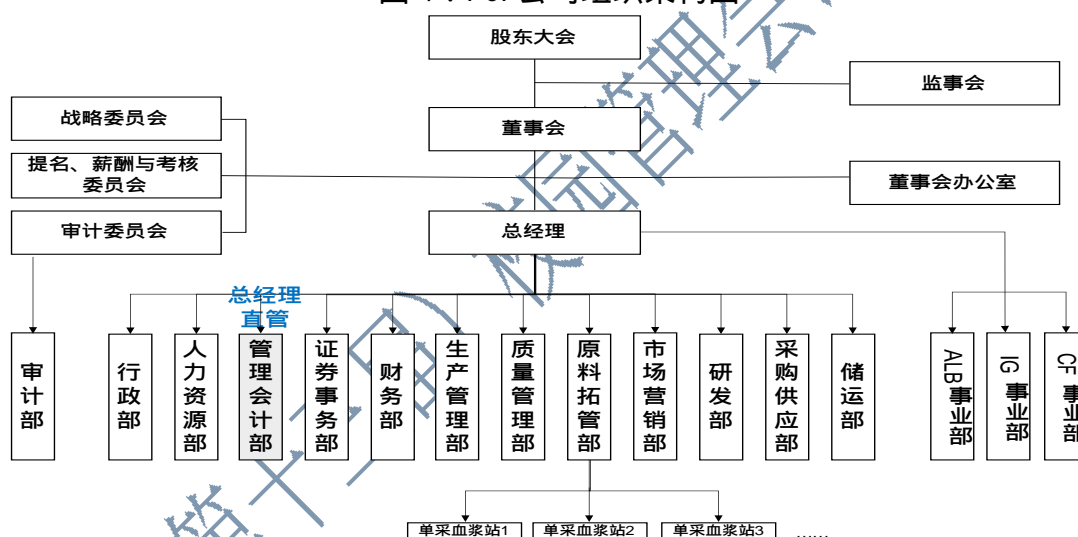 股东大会
监事会
战略委员会
董事会
提名、薪酬与考核
委员会
董事会办公室
审计委员会
总经理
总经理
直管
审计部
行政部
人力资源部
管理会计部
证券事务部
财务部
生产管理部
质量管理部
原料拓管部
市场营销部
研发部
采购供应部
储运部
ALB事业部
IG 事业部
CF 事业部
单采血浆站1
单采血浆站2
单采血浆站3
......